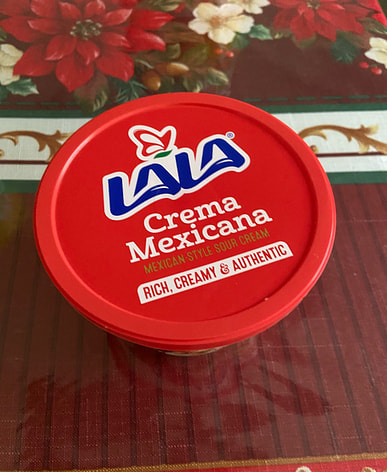 LALA®
Crema
Mexicana
MEXICAN-STYLE SOUR CREAM
RICH, CREAMY & AUTHENTIC